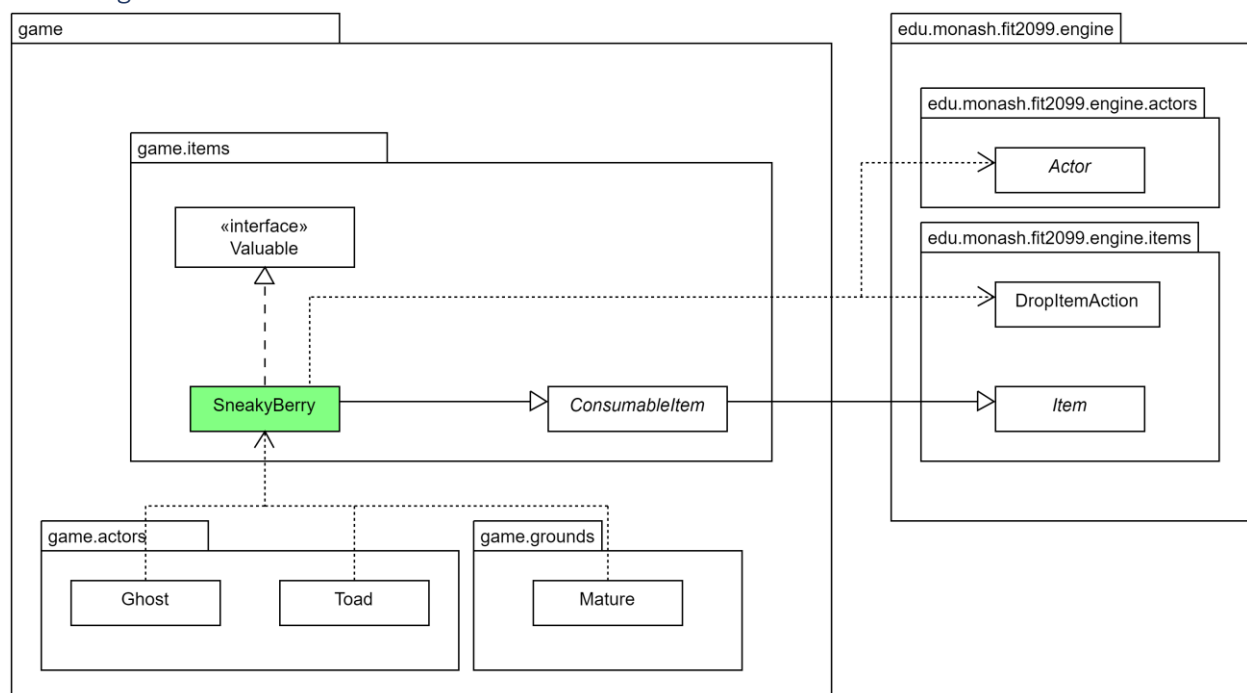 game
edu.monash.fit2099.engine
edu.monash.fit2099.engine.actors
Actor
game.items
«interface»
Valuable
edu.monash.fit2099.engine.items
DropItemAction
SneakyBerry
ConsumableItem
Item
game.actors
game.grounds
Ghost
Toad
Mature